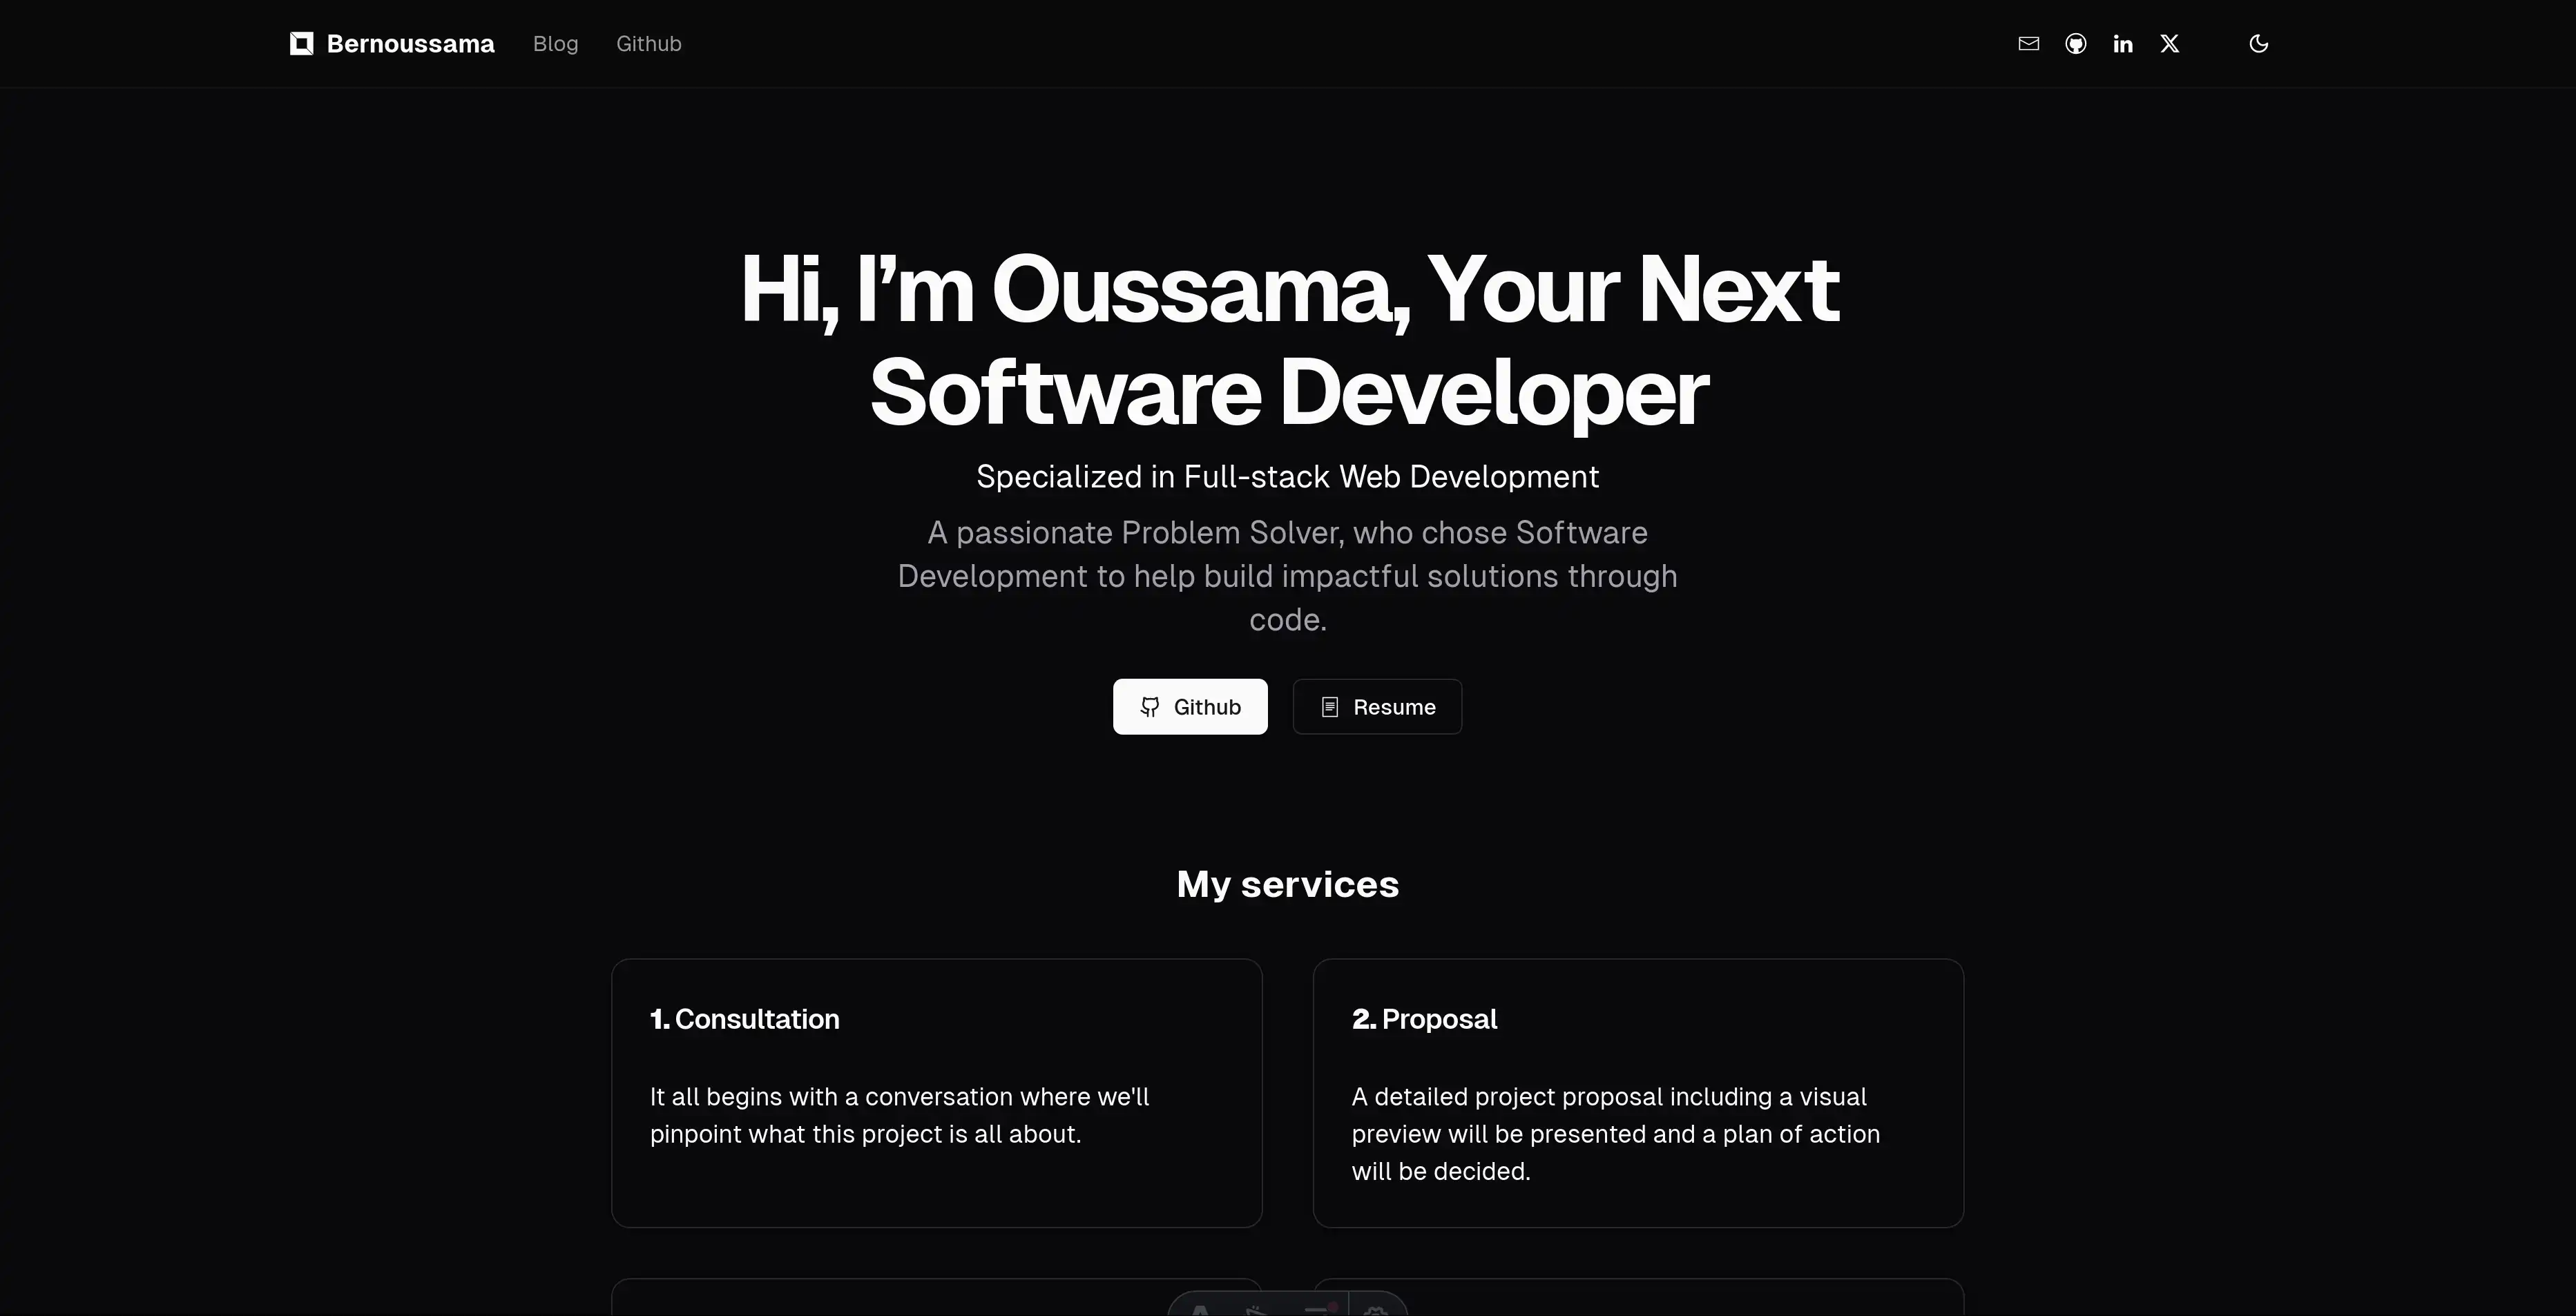 Bernoussama Blog Github
Hi, I’m Oussama, Your Next
Software Developer
Specialized in Full-stack Web Development
A passionate Problem Solver, who chose Software
Development to help build impactful solutions through
code.
Github Resume
My services
1. Consultation
It all begins with a conversation where we'll
pinpoint what this project is all about.
2. Proposal
A detailed project proposal including a visual
preview will be presented and a plan of action
will be decided.